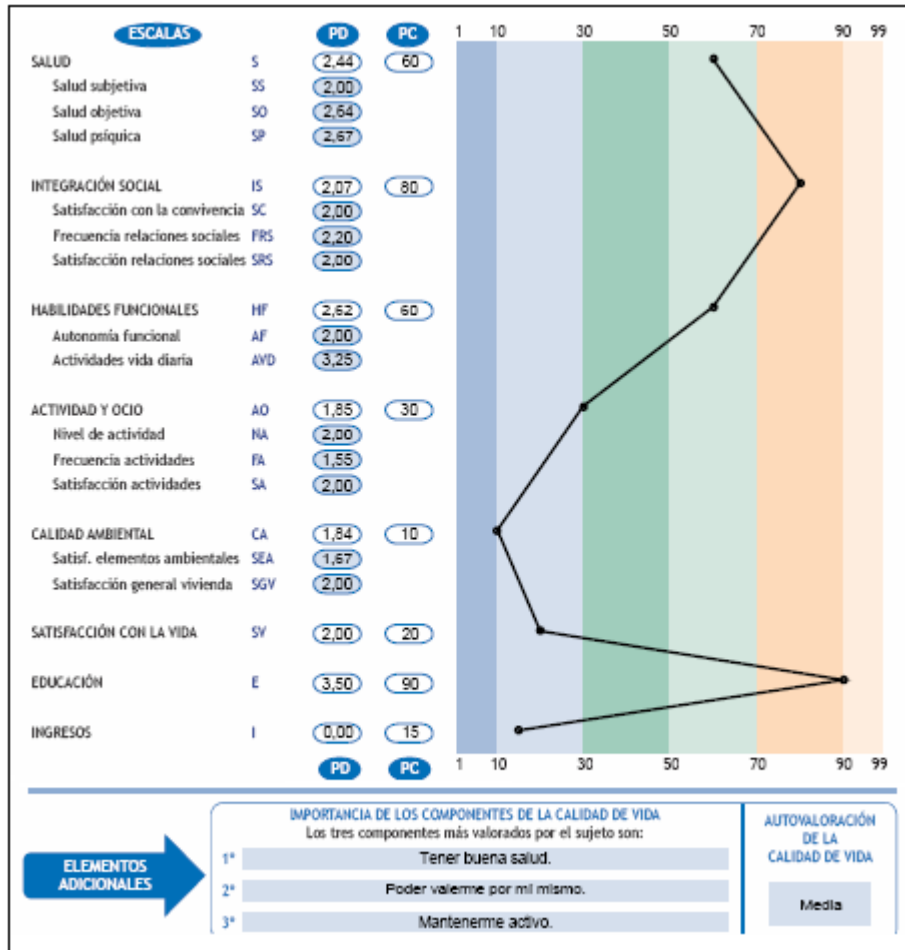 ESCALAS PD PC 1 10 30 50 70 90 99
SALUD S 2,44 60
Salud subjetiva SS 2,00
Salud objetiva SO 2,64
Salud psíquica SP 2,67
INTEGRACIÓN SOCIAL IS 2,07 80
Satisfacción con la convivencia SC 2,00
Frecuencia relaciones sociales FRS 2,20
Satisfacción relaciones sociales SRS 2,00
HABILIDADES FUNCIONALES HF 2,62 60
Autonomía funcional AF 2,00
Actividades vida diaria AVD 3,25
ACTIVIDAD Y OCIO AO 1,85 30
Nivel de actividad NA 2,00
Frecuencia actividades FA 1,55
Satisfacción actividades SA 2,00
CALIDAD AMBIENTAL CA 1,84 10
Satisf. elementos ambientales SEA 1,67
Satisfacción general vivienda SGV 2,00
SATISFACCIÓN CON LA VIDA SV 2,00 20
EDUCACIÓN E 3,50 90
INGRESOS I 0,00 15
PD PC 1 10 30 50 70 90 99
ELEMENTOS
ADICIONALES
IMPORTANCIA DE LOS COMPONENTES DE LA CALIDAD DE VIDA
Los tres componentes más valorados por el sujeto son:
1º Tener buena salud.
2º Poder valerme por mi mismo.
3º Mantenerme activo.
AUTOVALORACIÓN
DE LA
CALIDAD DE VIDA
Media